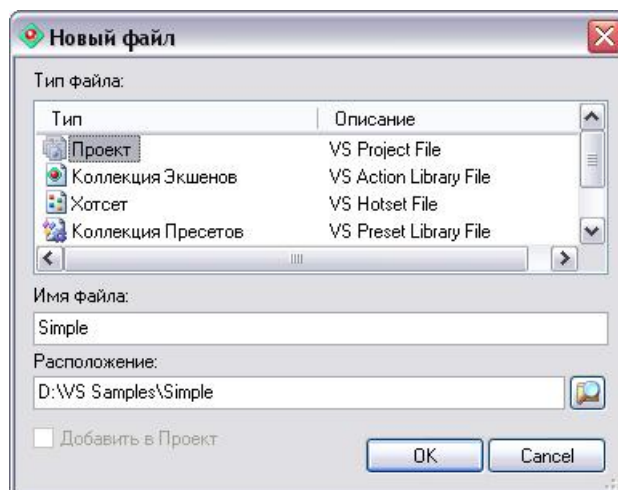 Новый файл
Тип файла:
Тип Описание
Проект VS Project File
Коллекция Экшенов VS Action Library File
Хотсет VS Hotset File
Коллекция Пресетов VS Preset Library File
Имя файла:
Simple
Расположение:
D:\VS Samples\Simple
Добавить в Проект
OK Cancel